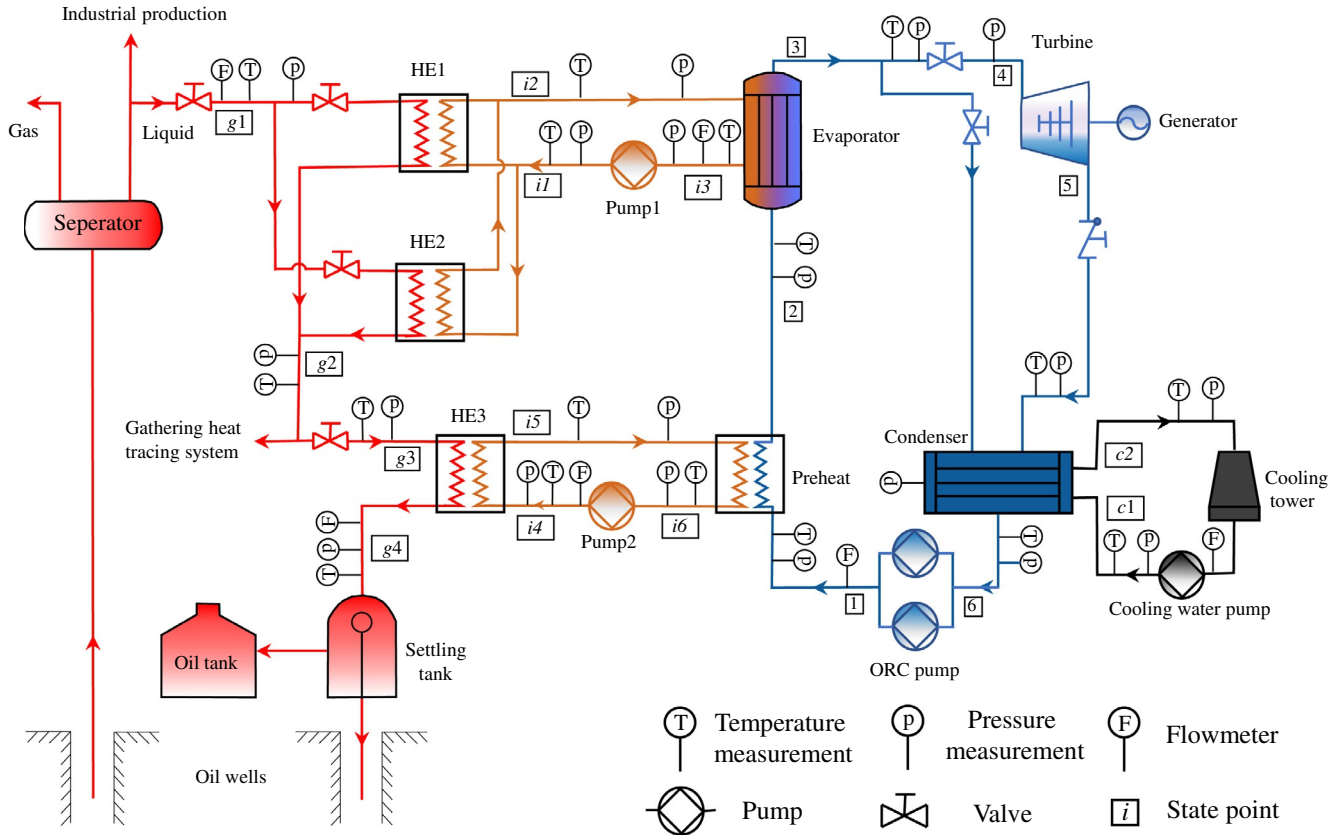 Industrial production
Gas
Liquid
F
T
p
g1
HE1
i2
T
p
3
T
p
p
4
Turbine
Generator
Evaporator
T
p
i1
Pump1
p
F
T
i3
5
Seperator
HE2
T
p
2
p
T
g2
T
p
Gathering heat
tracing system
T
p
g3
HE3
i5
T
p
Preheat
Condenser
p
c2
T
p
Cooling
tower
p
T
F
i4
Pump2
p
T
i6
c1
T
p
F
Cooling water pump
F
p
T
g4
T
p
F
1
6
T
p
ORC pump
Oil tank
Settling
tank
Oil wells
T
Temperature
measurement
p
Pressure
measurement
F
Flowmeter
Pump
Valve
i
State point